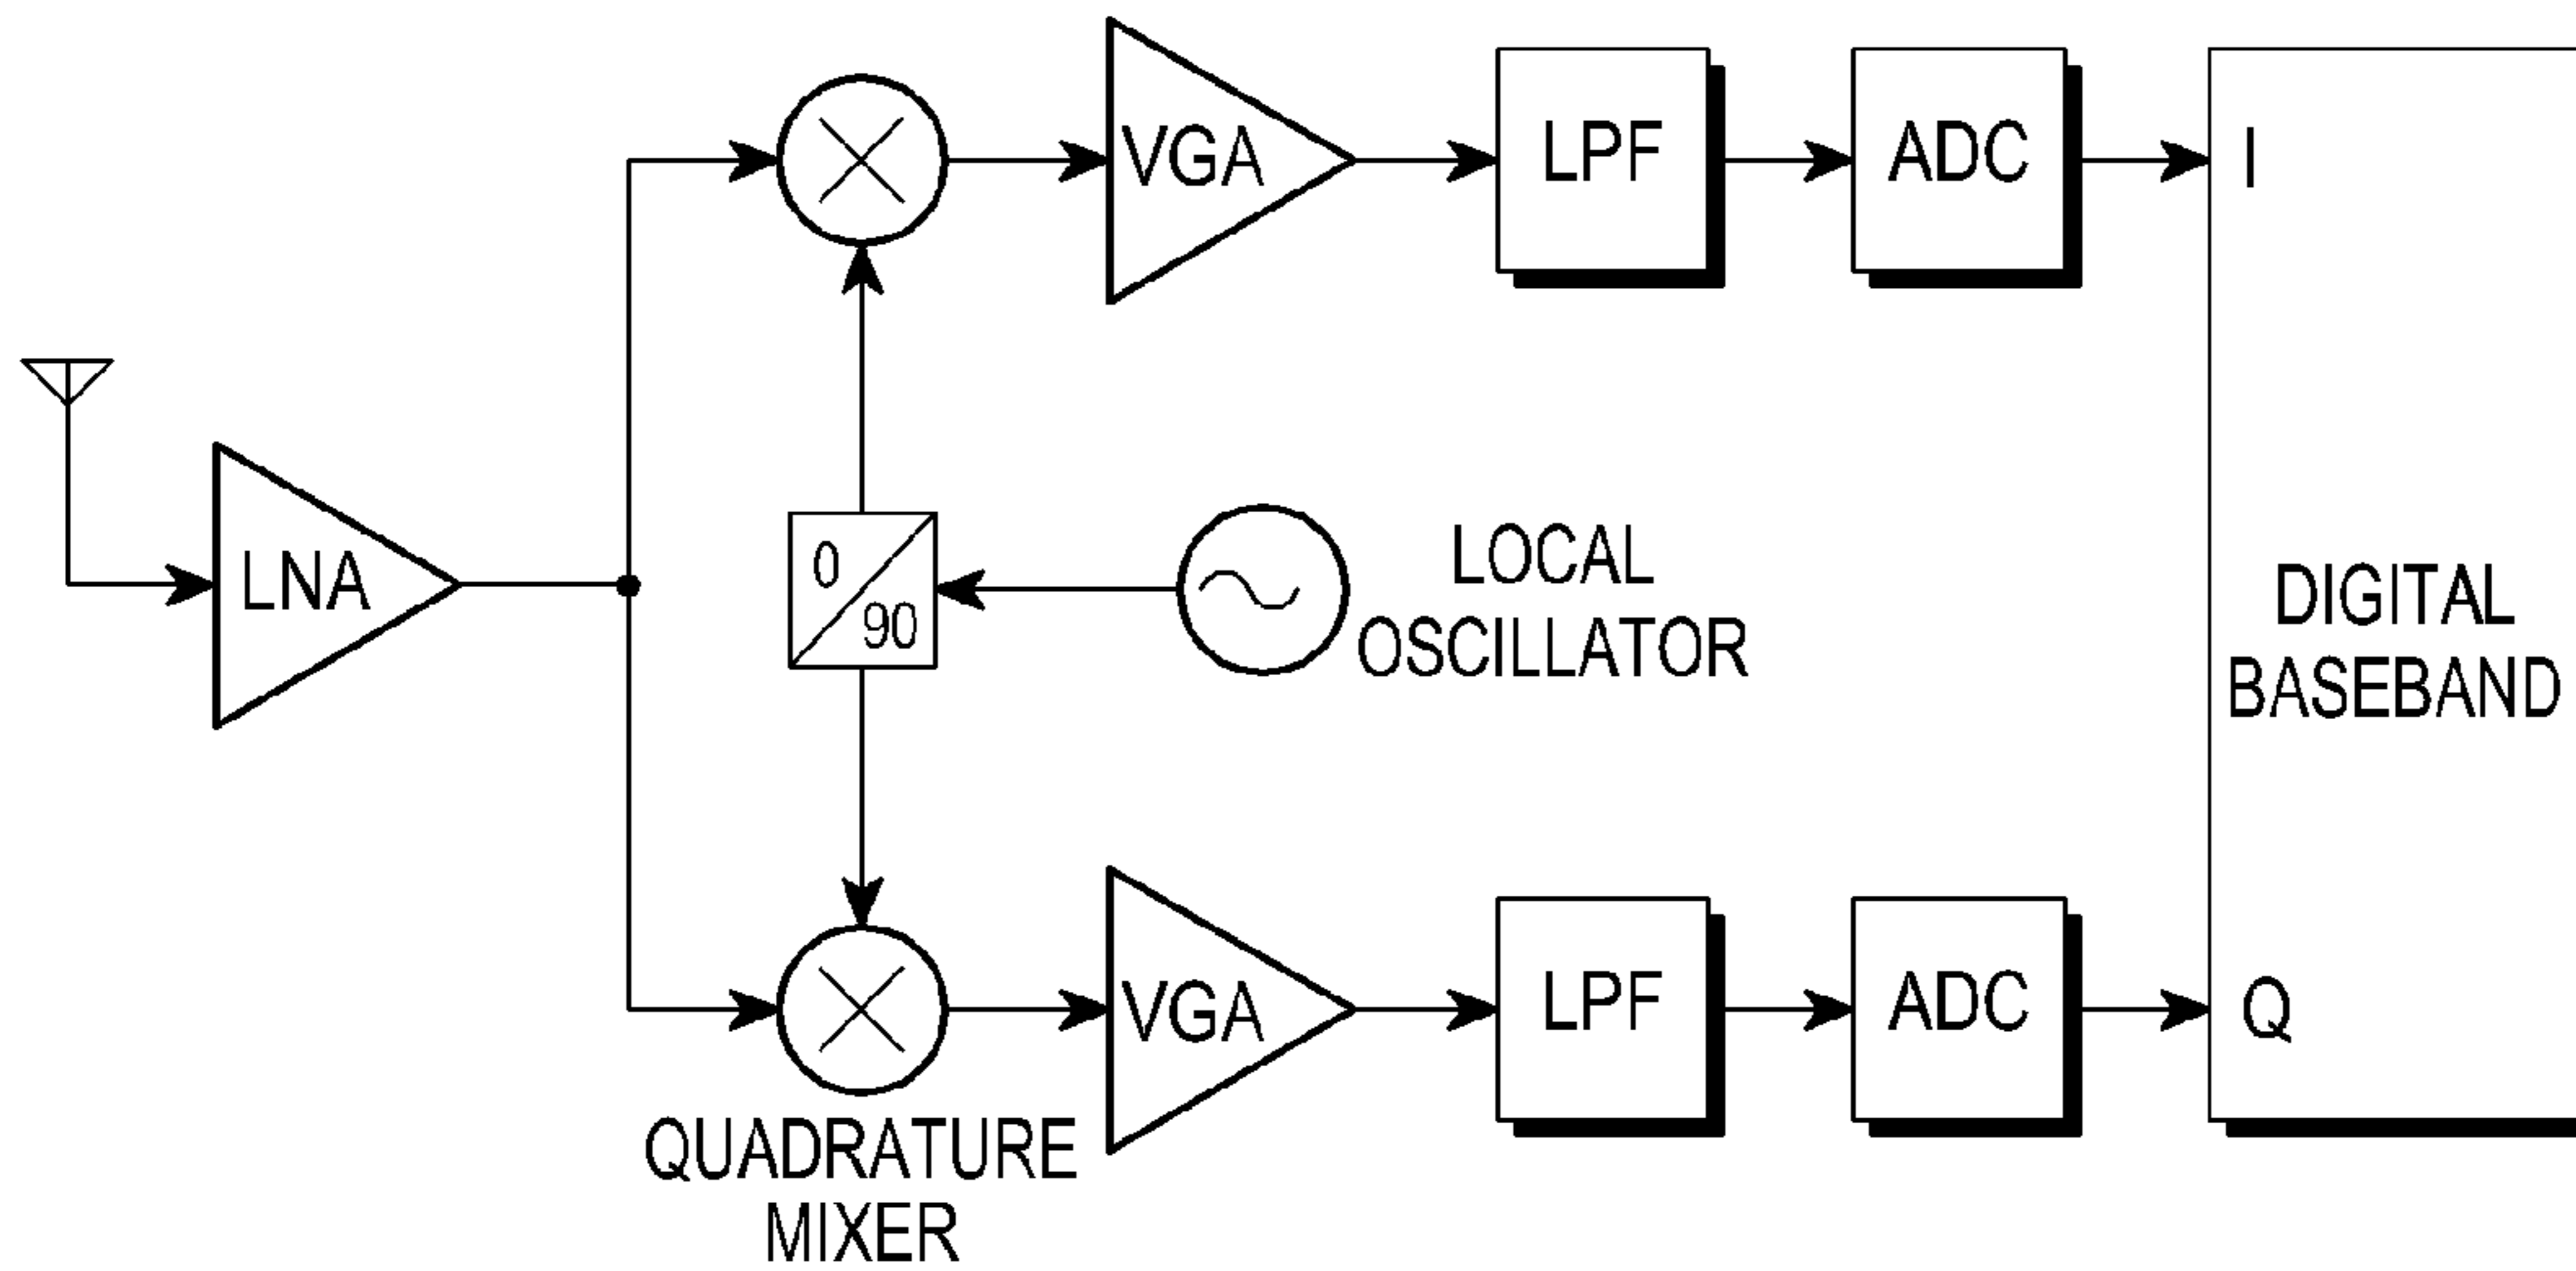 VGA
LPF
ADC
I
LNA
0
90
LOCAL
OSCILLATOR
DIGITAL
BASEBAND
VGA
LPF
ADC
Q
QUADRATURE
MIXER